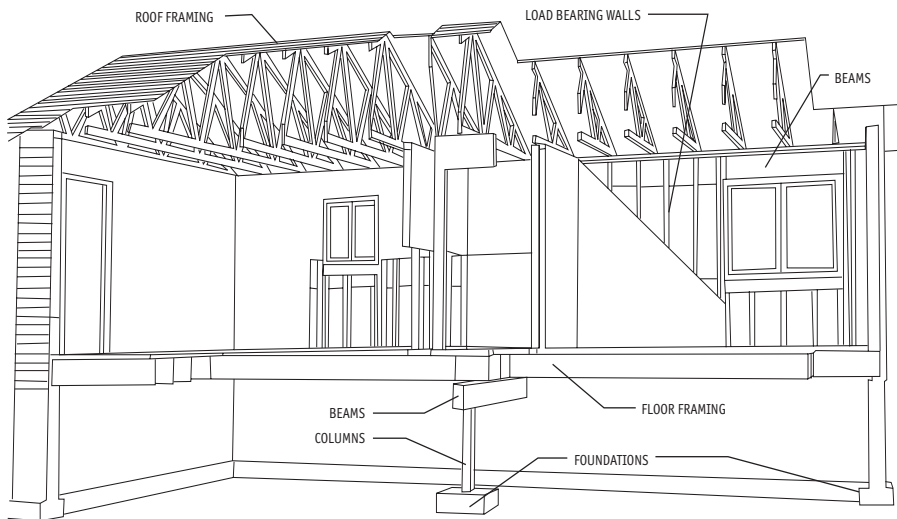 ROOF FRAMING
LOAD BEARING WALLS
BEAMS
BEAMS
FLOOR FRAMING
COLUMNS
FOUNDATIONS